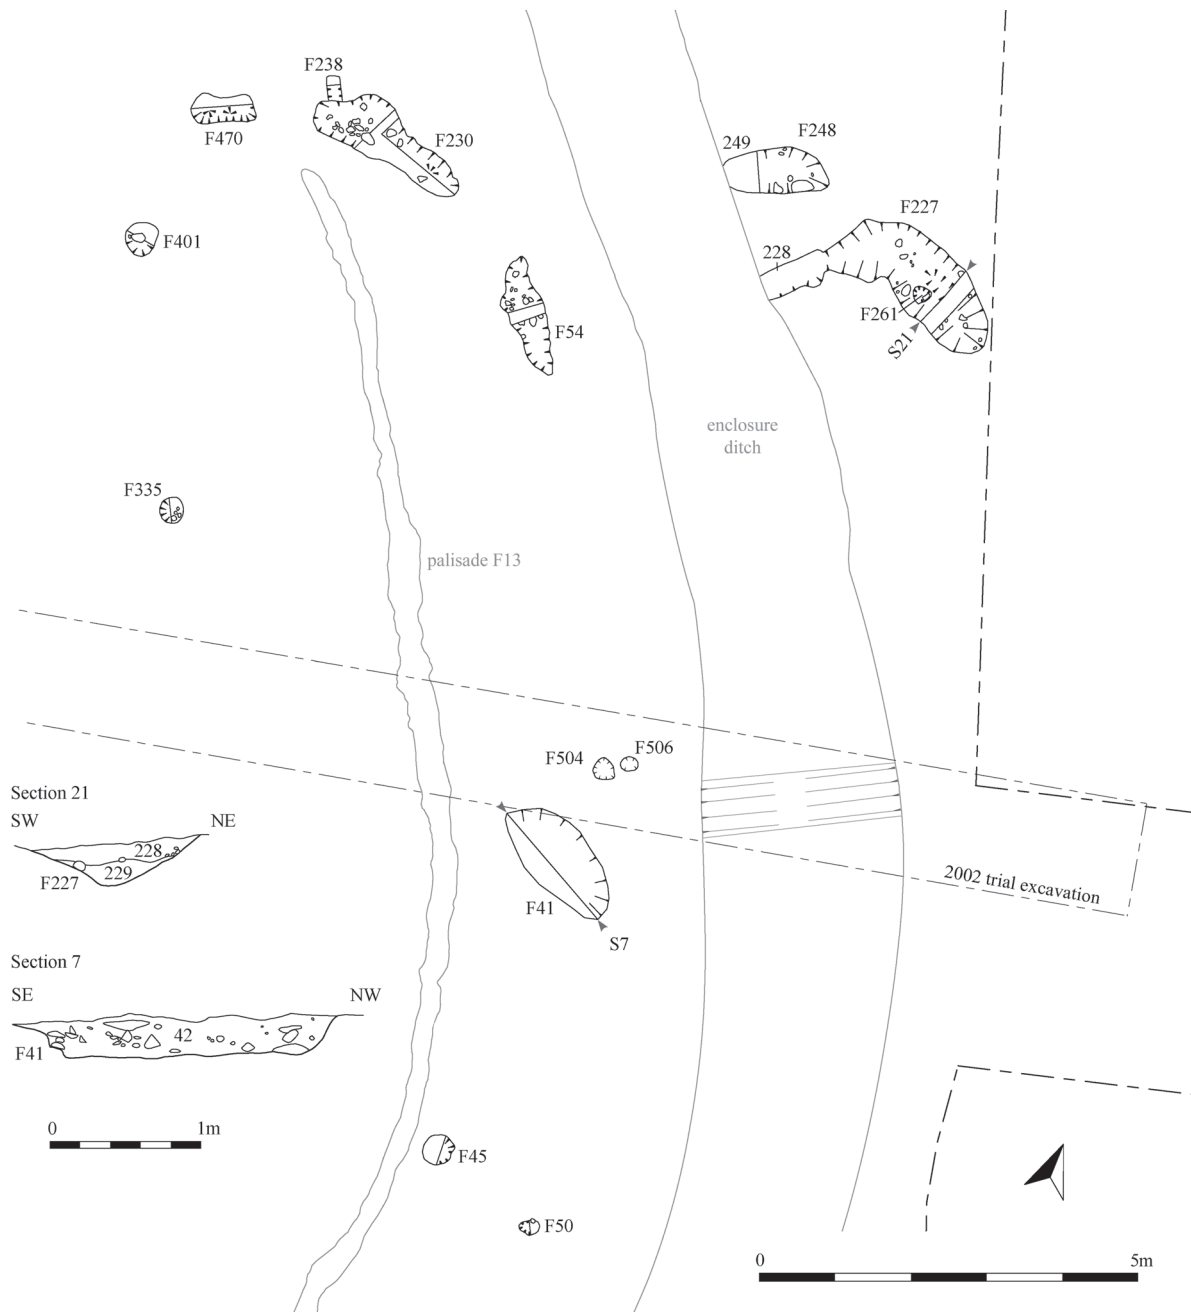 F238
F470
F230
249
F248
F401
F227
228
F261
S21
F54
enclosure
ditch
F335
palisade F13
F504
F506
Section 21
SW
NE
228
F227
229
2002 trial excavation
F41
S7
Section 7
SE
NW
42
F41
0
1m
F45
F50
0
5m